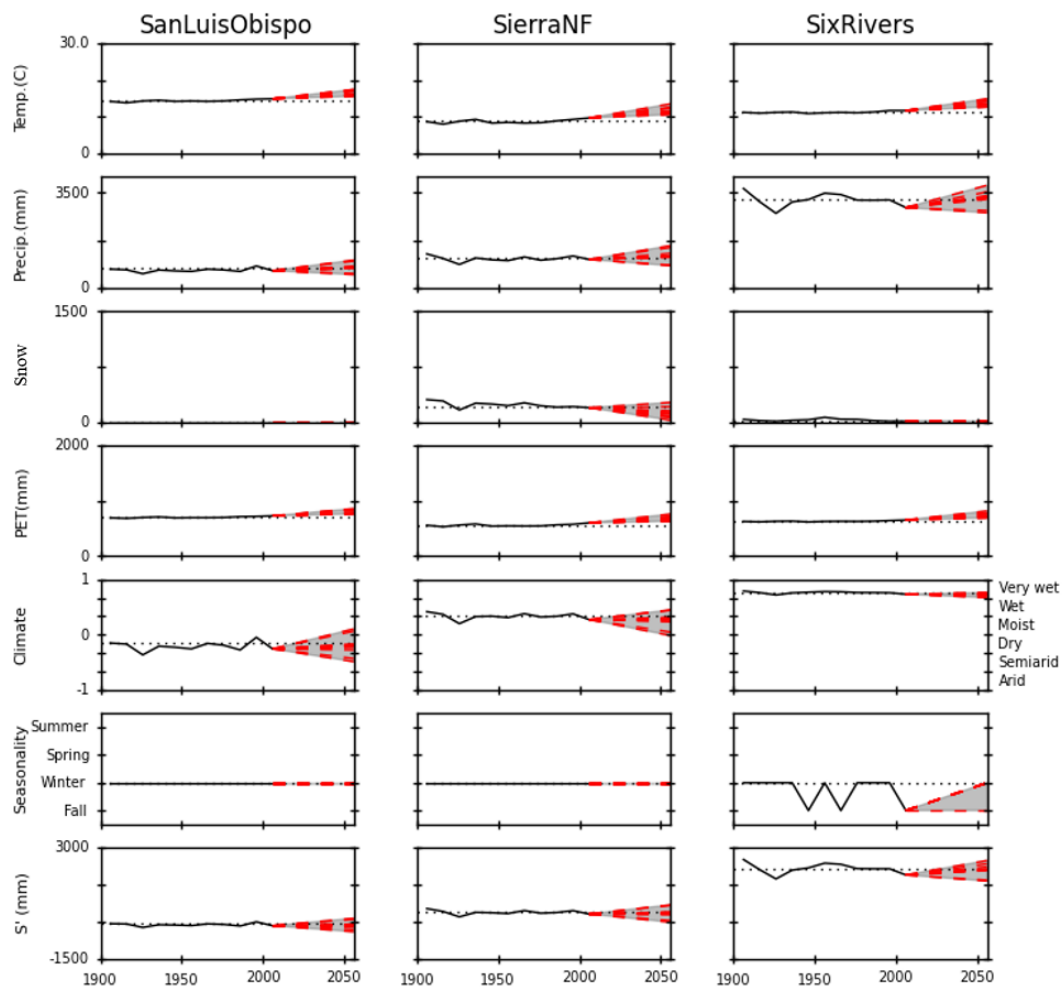 SanLuisObispo SierraNF SixRivers
30.0
Temp.(C)
0
3500
Precip.(mm)
0
1500
Snow
0
2000
PET(mm)
0
1
Climate
0
-1
Very wet
Wet
Moist
Dry
Semiarid
Arid
Seasonality
Summer
Spring
Winter
Fall
3000
S' (mm)
-1500
1900 1950 2000 2050 1900 1950 2000 2050 1900 1950 2000 2050